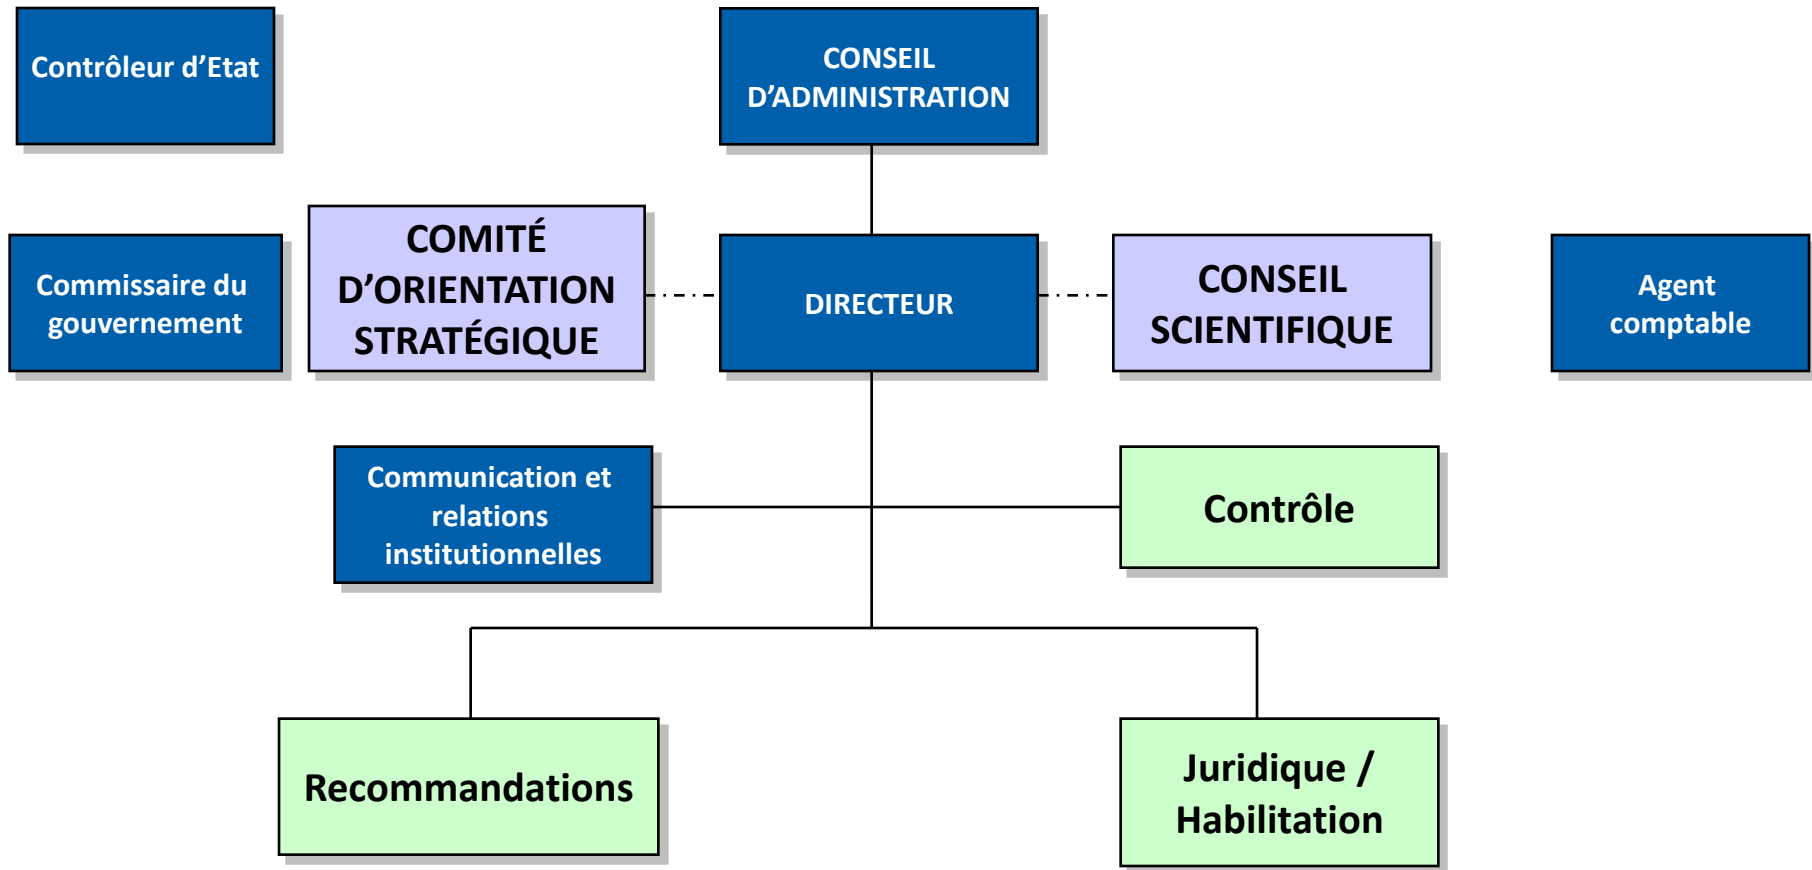 Contrôleur d’Etat
CONSEIL
D’ADMINISTRATION
Commissaire du
gouvernement
COMITÉ
D’ORIENTATION
STRATÉGIQUE
DIRECTEUR
CONSEIL
SCIENTIFIQUE
Agent
comptable
Communication et
relations
institutionnelles
Contrôle
Recommandations
Juridique /
Habilitation